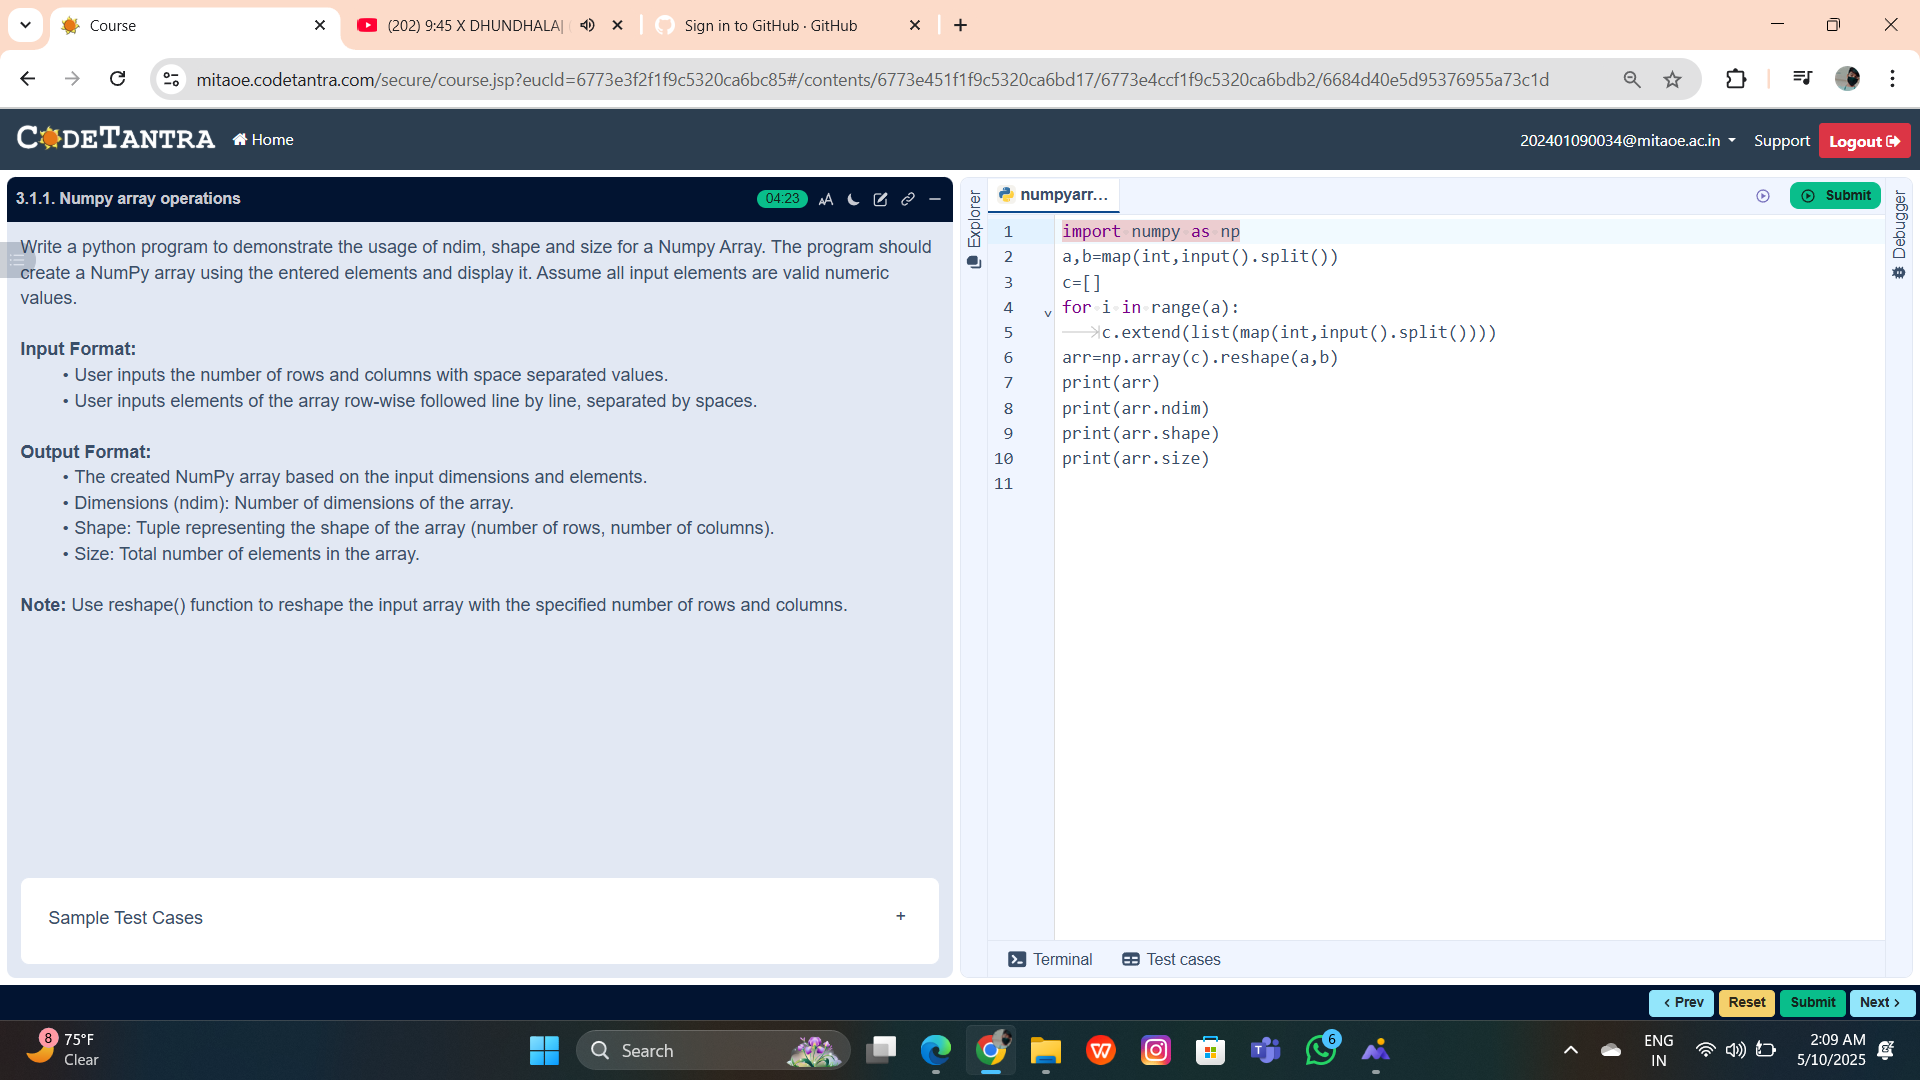 Course
(202) 9:45 X DHUNDHALA|
Sign in to GitHub · GitHub
mitaoe.codetantra.com/secure/course.jsp?eucId=6773e3f2f1f9c5320ca6bc85#/contents/6773e451f1f9c5320ca6bd17/6773e4ccf1f9c5320ca6bdb2/6684d40e5d95376955a73c1d
CODETANTRA
Home
202401090034@mitaoe.ac.in
Support
Logout
3.1.1. Numpy array operations
04:23
AA
Write a python program to demonstrate the usage of ndim, shape and size for a Numpy Array. The program should
create a NumPy array using the entered elements and display it. Assume all input elements are valid numeric
values.
Input Format:
• User inputs the number of rows and columns with space separated values.
• User inputs elements of the array row-wise followed line by line, separated by spaces.
Output Format:
• The created NumPy array based on the input dimensions and elements.
• Dimensions (ndim): Number of dimensions of the array.
• Shape: Tuple representing the shape of the array (number of rows, number of columns).
• Size: Total number of elements in the array.
Note: Use reshape() function to reshape the input array with the specified number of rows and columns.
Sample Test Cases
+
Explorer
numpyarr...
Submit
Debugger
1 import numpy as np
2 a,b=map(int,input().split())
3 c=[]
4 for i in range(a):
5 c.extend(list(map(int,input().split())))
6 arr=np.array(c).reshape(a,b)
7 print(arr)
8 print(arr.ndim)
9 print(arr.shape)
10 print(arr.size)
11
Terminal
Test cases
< Prev
Reset
Submit
Next >
8
75°F
Clear
Search
6
ENG
IN
2:09 AM
5/10/2025